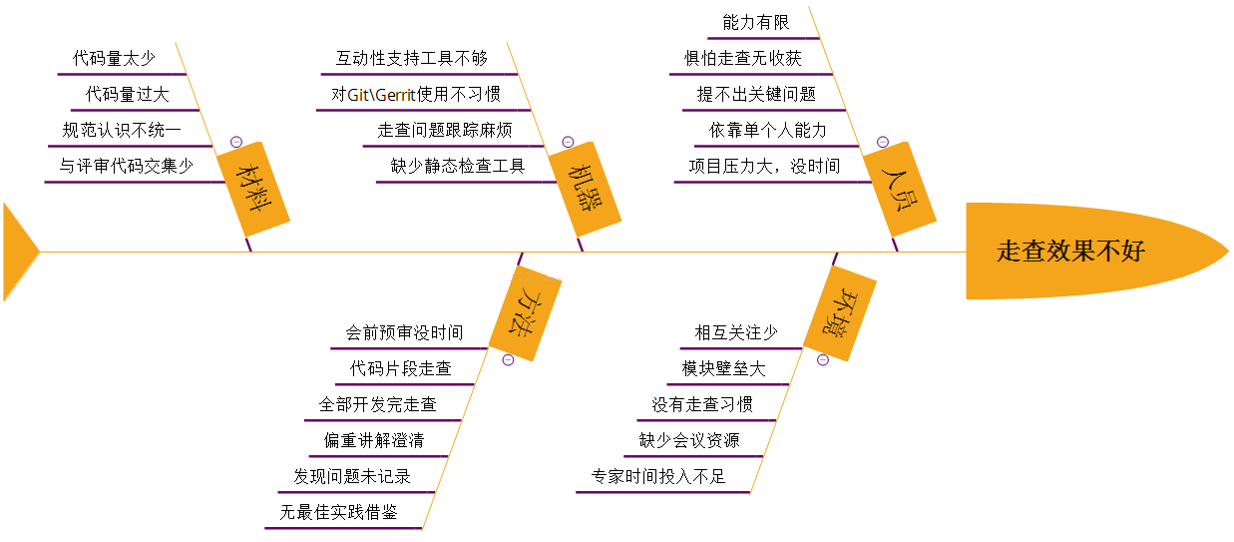 代码量太少
代码量过大
规范认识不统一
与评审代码交集少
材料
互动性支持工具不够
对Git\Gerrit使用不习惯
走查问题跟踪麻烦
缺少静态检查工具
机器
能力有限
惧怕走查无收获
提不出关键问题
依靠单个人能力
项目压力大，没时间
人员
走查效果不好
方法
会前预审没时间
代码片段走查
全部开发完走查
偏重讲解澄清
发现问题未记录
无最佳实践借鉴
环境
相互关注少
模块壁垒大
没有走查习惯
缺少会议资源
专家时间投入不足